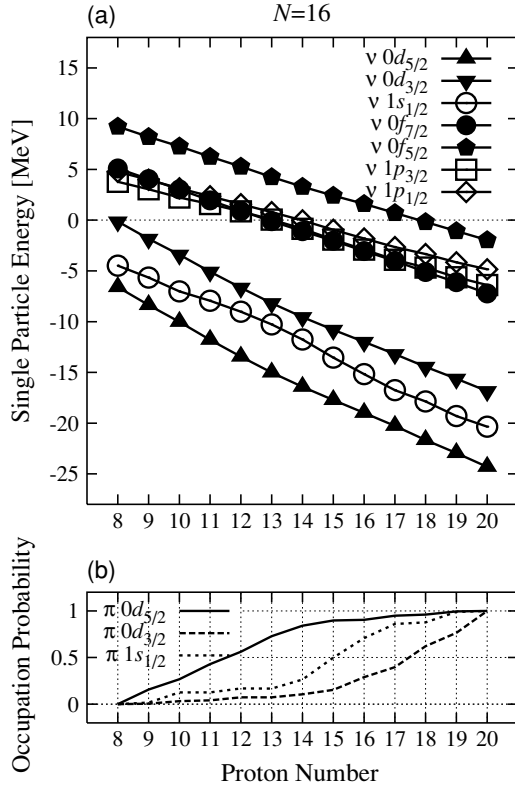 (a) N=16
Single Particle Energy [MeV]
15
10
5
0
-5
-10
-15
-20
-25
ν 0d5/2
ν 0d3/2
ν 1s1/2
ν 0f7/2
ν 0f5/2
ν 1p3/2
ν 1p1/2
8 9 10 11 12 13 14 15 16 17 18 19 20
(b)
Occupation Probability
1
0.5
0
π 0d5/2
π 0d3/2
π 1s1/2
8 9 10 11 12 13 14 15 16 17 18 19 20
Proton Number